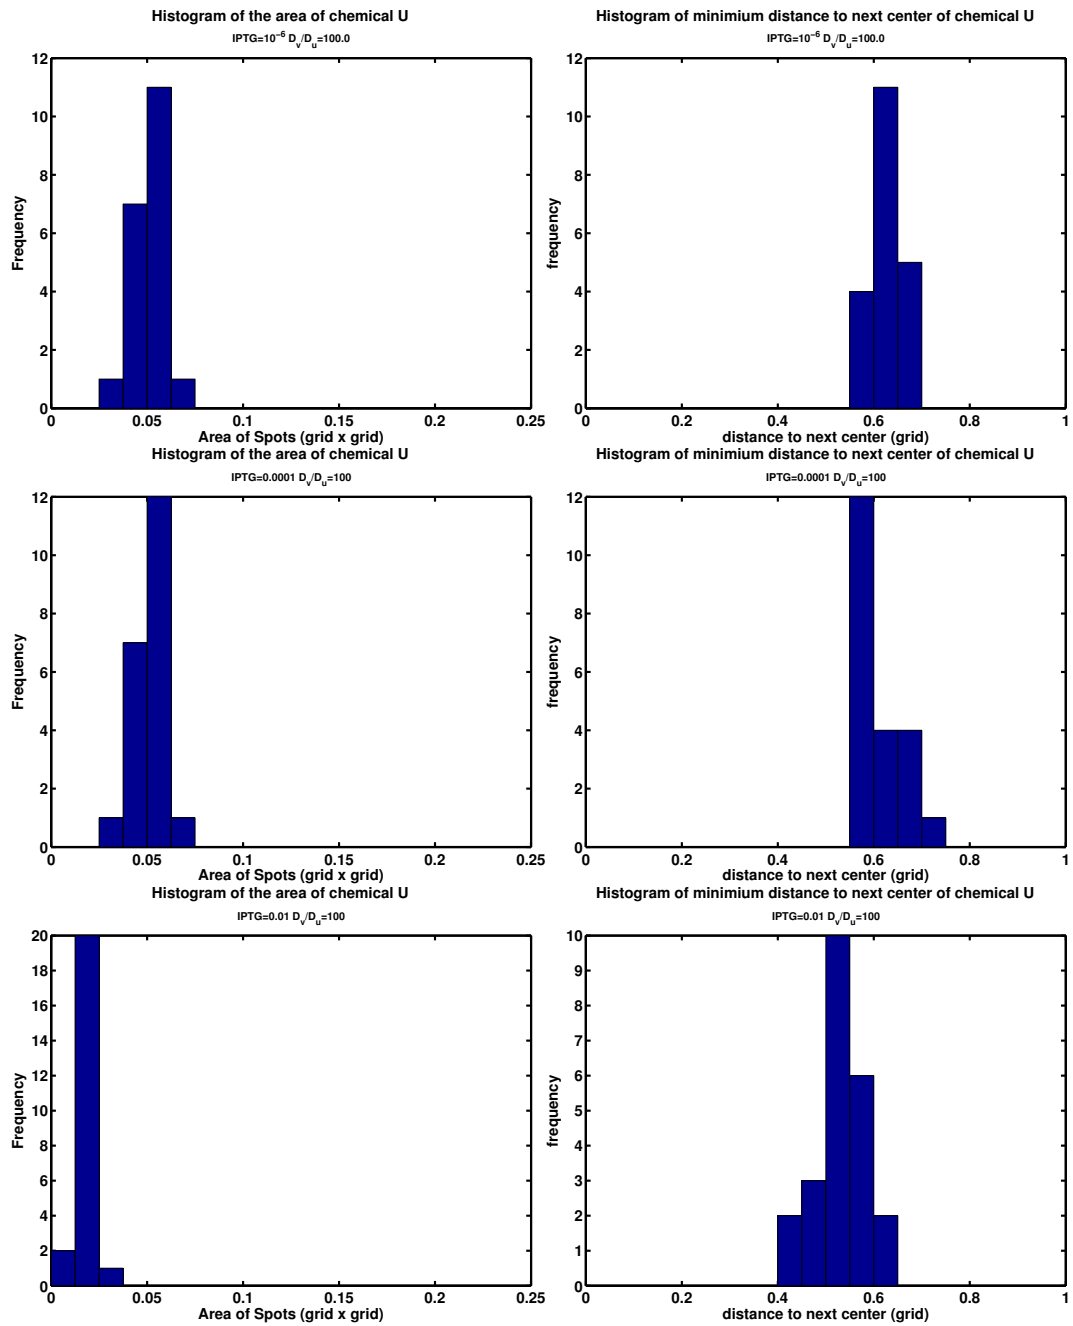 Histogram of the area of chemical U
IPTG=10⁻⁶ D_v/D_u=100.0
12
10
8
6
4
2
0
Frequency
0 0.05 0.1 0.15 0.2 0.25
Area of Spots (grid x grid)
Histogram of minimium distance to next center of chemical U
IPTG=10⁻⁶ D_v/D_u=100.0
12
10
8
6
4
2
0
frequency
0 0.2 0.4 0.6 0.8 1
distance to next center (grid)
Histogram of the area of chemical U
IPTG=0.0001 D_v/D_u=100
12
10
8
6
4
2
0
Frequency
0 0.05 0.1 0.15 0.2 0.25
Area of Spots (grid x grid)
Histogram of minimium distance to next center of chemical U
IPTG=0.0001 D_v/D_u=100
12
10
8
6
4
2
0
frequency
0 0.2 0.4 0.6 0.8 1
distance to next center (grid)
Histogram of the area of chemical U
IPTG=0.01 D_v/D_u=100
20
18
16
14
12
10
8
6
4
2
0
Frequency
0 0.05 0.1 0.15 0.2 0.25
Area of Spots (grid x grid)
Histogram of minimium distance to next center of chemical U
IPTG=0.01 D_v/D_u=100
10
9
8
7
6
5
4
3
2
1
0
frequency
0 0.2 0.4 0.6 0.8 1
distance to next center (grid)